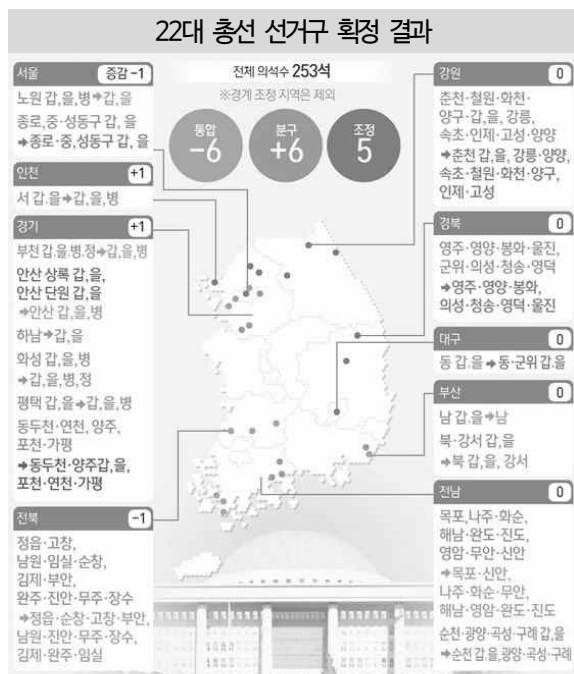 22대 총선 선거구 획정 결과
서울 증감 -1
노원 갑,을,병➔갑,을
종로,중·성동구 갑, 을
➔종로·중,성동구 갑, 을
인천 +1
서 갑.을➔갑,을,병
경기 +1
부천 갑.을.병.정➔갑,을,병
안산 상록 갑,을,
안산 단원 갑,을
➔안산 갑,을,병
하남➔갑,을
화성 갑,을,병
➔갑,을,병,정
평택 갑,을➔갑,을,병
동두천·연천, 양주,
포천·가평
➔동두천·양주갑,을,
포천·연천·가평
전북 -1
정읍·고창,
남원·임실·순창,
김제·부안,
완주·진안·무주·장수
➔정읍·순창·고창·부안,
남원·진안·무주·장수,
김제·완주·임실
전체 의석수 253석
※경계 조정 지역은 제외
통합
-6
분구
+6
조정
5
강원 0
춘천·철원·화천·
양구·갑,을, 강릉,
속초·인제·고성·양양
➔춘천 갑,을, 강릉·양양,
속초·철원·화천·양구,
인제·고성
경북 0
영주·영양·봉화·울진,
군위·의성·청송·영덕
➔영주·영양·봉화,
의성·청송·영덕·울진
대구 0
동 갑.을➔동·군위 갑.을
부산 0
남 갑.을➔남
북·강서 갑,을
➔북 갑,을, 강서
전남 0
목포,나주·화순,
해남·완도·진도,
영암·무안·신안
➔목포·신안,
나주·화순·무안,
해남·영암·완도·진도
순천·광양·곡성·구례 갑,을
➔순천 갑.을,광양·곡성·구례